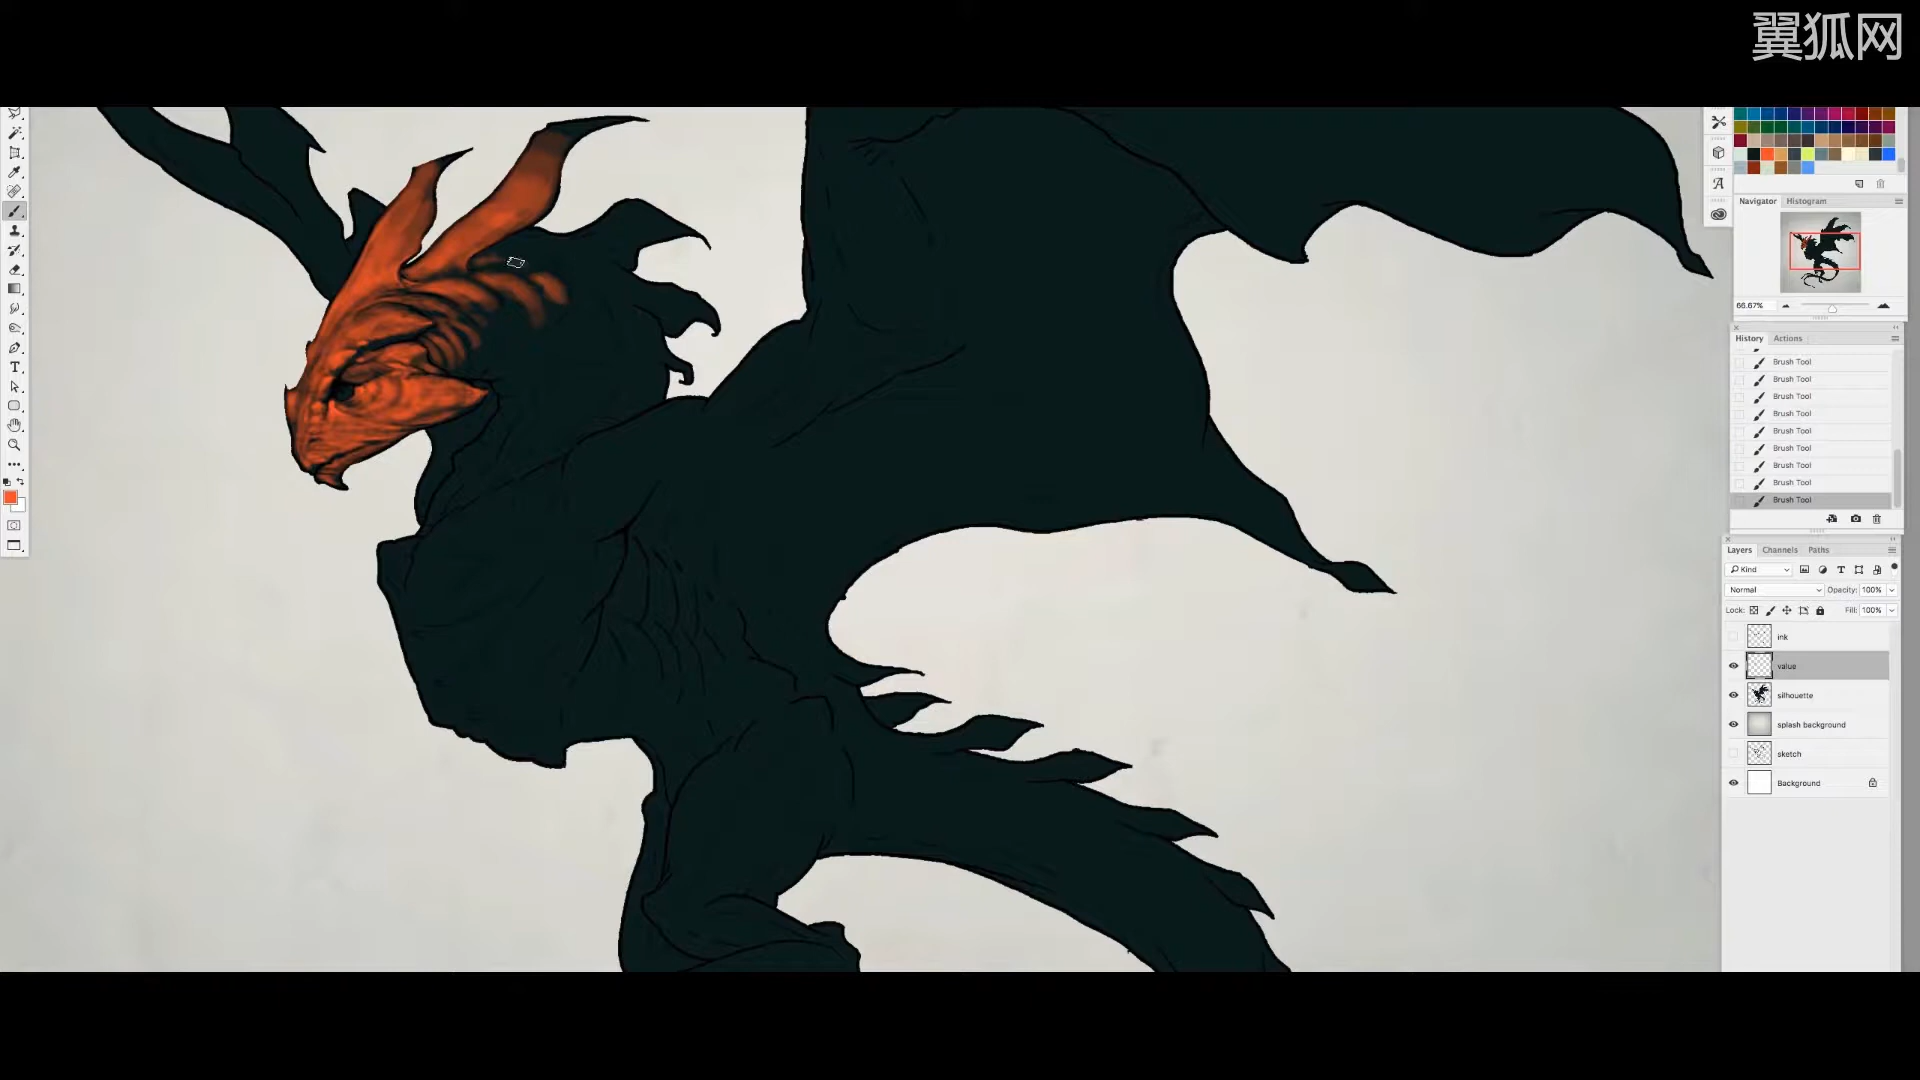 翼狐网
Navigator Histogram
66.67%
History Actions
Brush Tool
Brush Tool
Brush Tool
Brush Tool
Brush Tool
Brush Tool
Brush Tool
Brush Tool
Brush Tool
Layers Channels Paths
Kind
Normal Opacity: 100%
Lock: Fill: 100%
ink
value
silhouette
splash background
sketch
Background